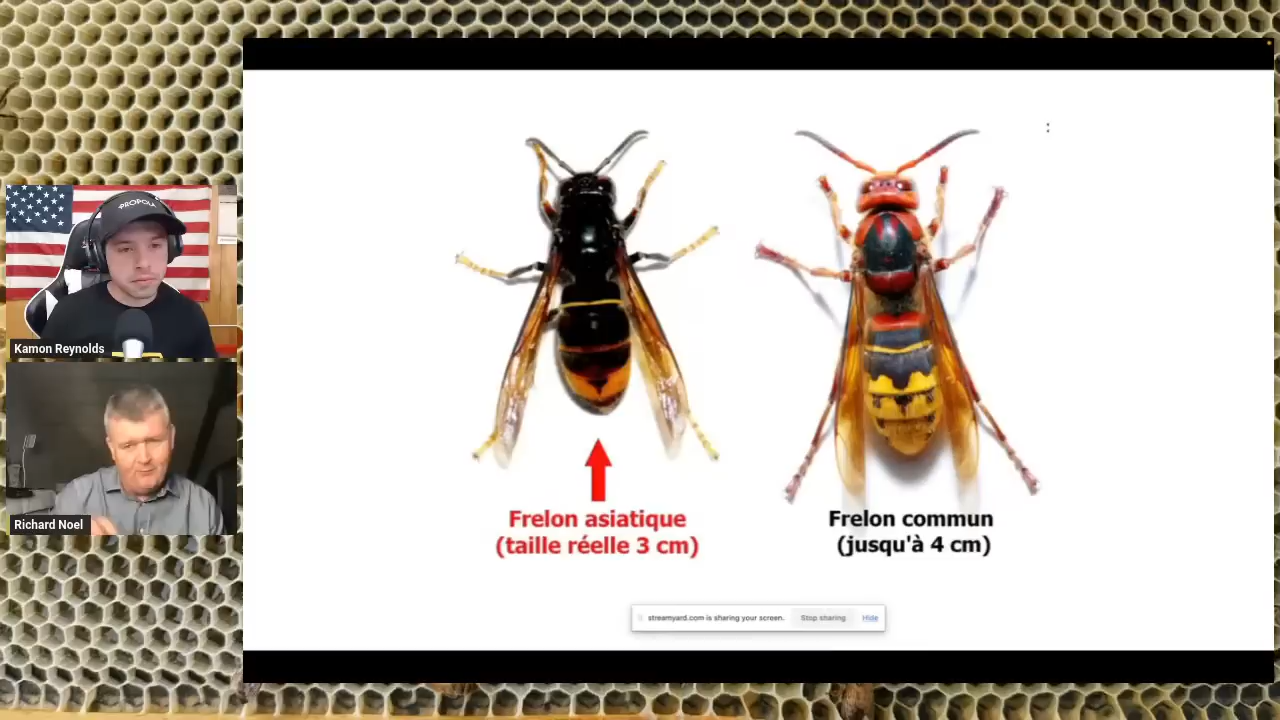 PROPOLA
Kamon Reynolds
Richard Noel
Frelon asiatique
(taille réelle 3 cm)
Frelon commun
(jusqu'à 4 cm)
streamyard.com is sharing your screen.
Stop sharing
Hide